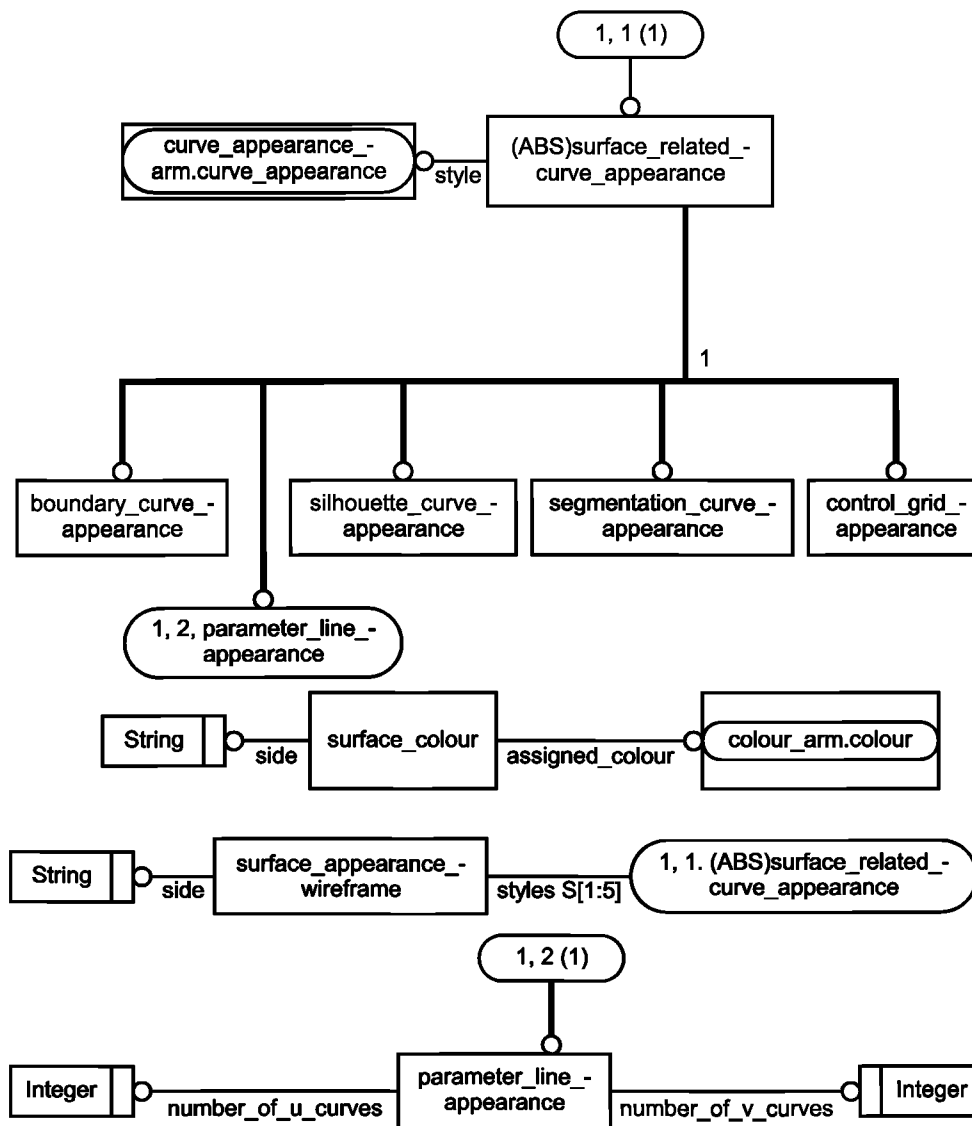 1, 1 (1)
curve_appearance_-
arm.curve_appearance
style
(ABS)surface_related_-
curve_appearance
1
boundary_curve_-
appearance
silhouette_curve_-
appearance
segmentation_curve_-
appearance
control_grid_-
appearance
1, 2, parameter_line_-
appearance
String
side
surface_colour
assigned_colour
colour_arm.colour
String
side
surface_appearance_-
wireframe
styles S[1:5]
1, 1. (ABS)surface_related_-
curve_appearance
1, 2 (1)
Integer
number_of_u_curves
parameter_line_-
appearance
number_of_v_curves
Integer